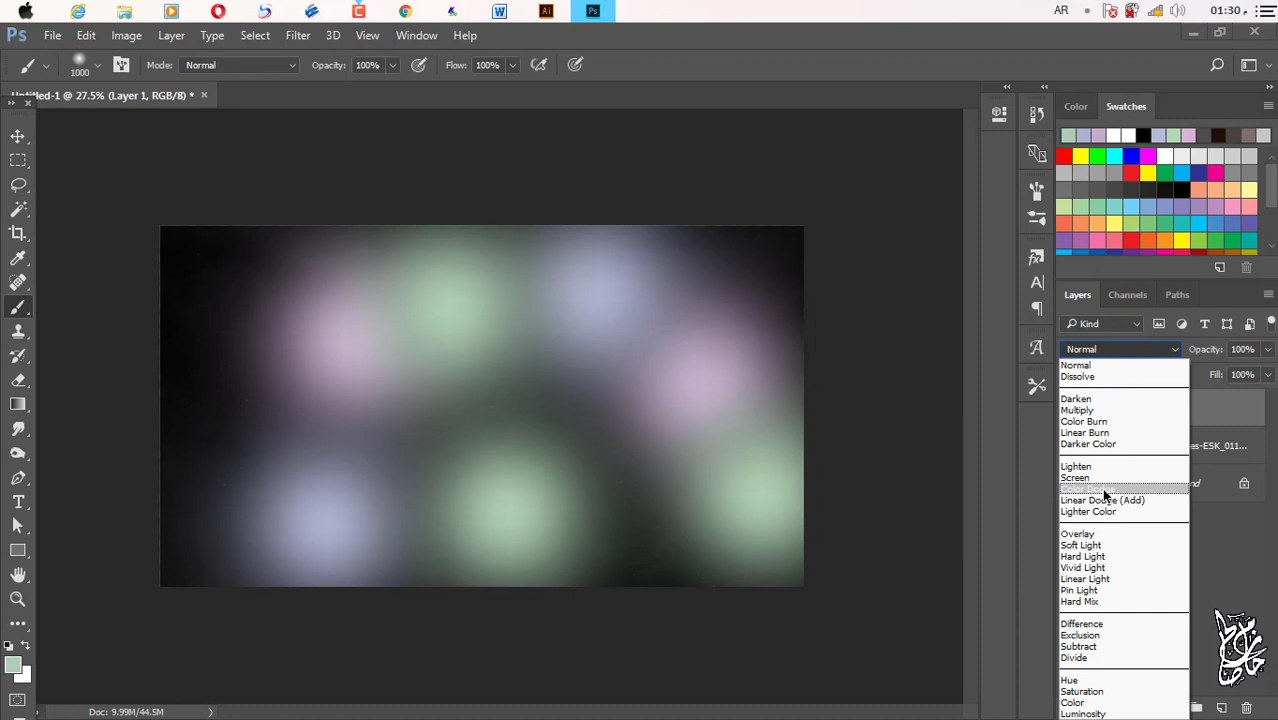 AR
01:30
Ps
File Edit Image Layer Type Select Filter 3D View Window Help
1000 Mode: Normal Opacity: 100% Flow: 100%
Untitled-1 @ 27.5% (Layer 1, RGB/8) * ×
Color Swatches
Layers Channels Paths
Kind
Normal Opacity: 100%
Fill: 100%
Normal
Dissolve
Darken
Multiply
Color Burn
Linear Burn
Darker Color
Lighten
Screen
Color Dodge
Linear Dodge (Add)
Lighter Color
Overlay
Soft Light
Hard Light
Vivid Light
Linear Light
Pin Light
Hard Mix
Difference
Exclusion
Subtract
Divide
Hue
Saturation
Color
Luminosity
es-ESK_011...
nd
Doc: 9.99M/44.5M